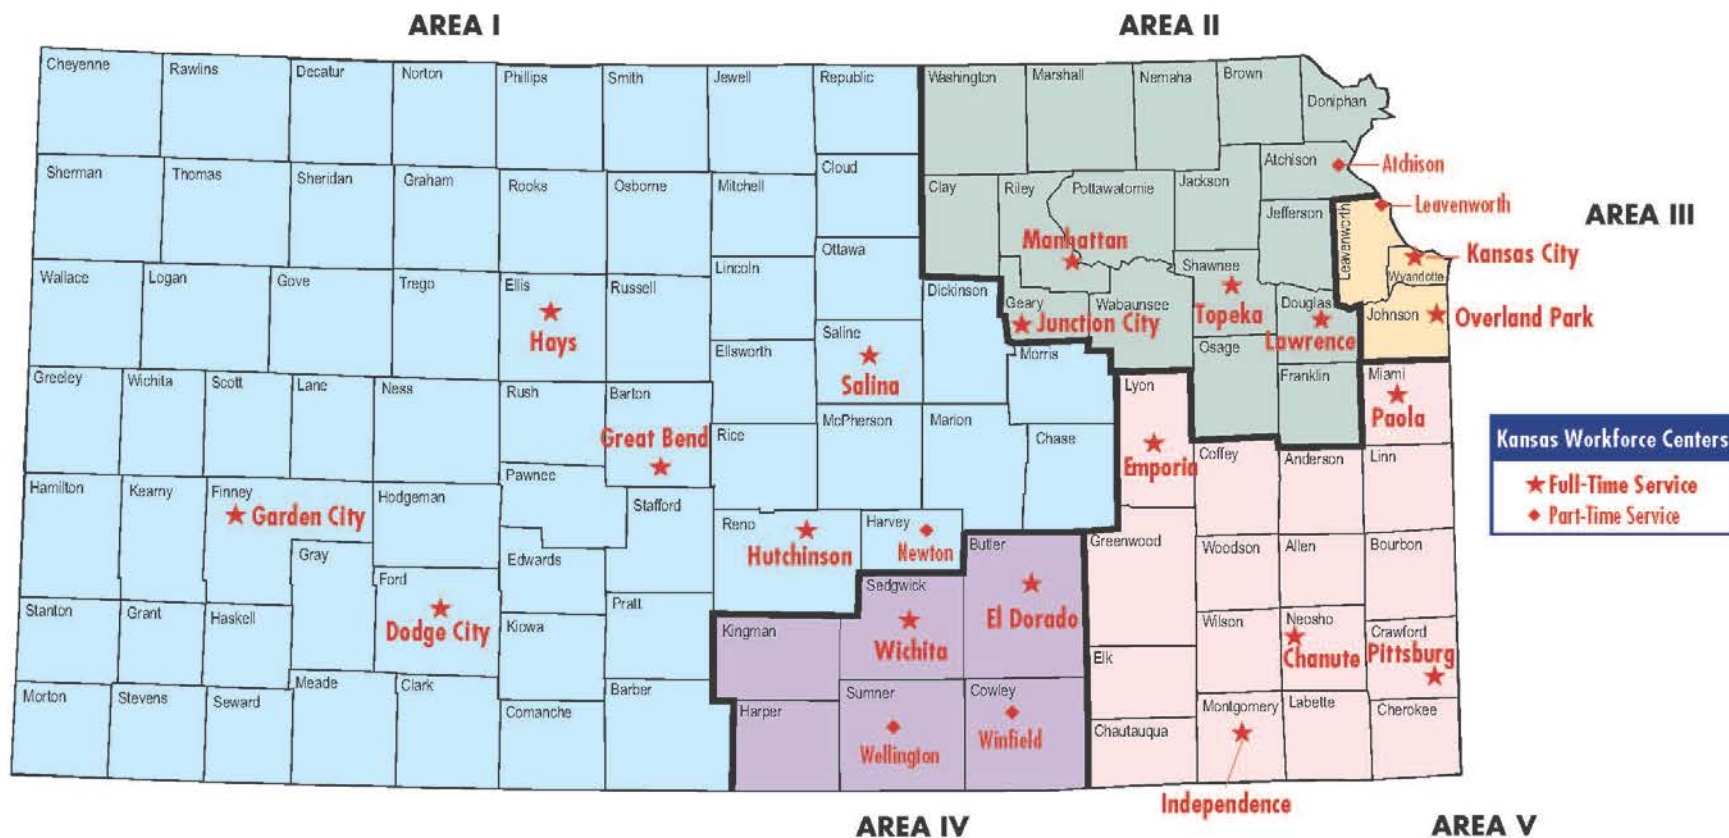 AREA I
AREA II
Cheyenne
Rawlins
Decatur
Norton
Phillips
Smith
Jewell
Republic
Washington
Marshall
Nemaha
Brown
Doniphan
Sherman
Thomas
Sheridan
Graham
Rooks
Osborne
Mitchell
Cloud
Clay
Riley
Pottawatomie
Jackson
Atchison
Atchison
Jefferson
Leavenworth
Leavenworth
AREA III
Wallace
Logan
Gove
Trego
Ellis
Hays
Russell
Lincoln
Ottawa
Dickinson
Manhattan
Geary
Junction City
Wabaunsee
Shawnee
Topeka
Douglas
Lawrence
Wyandotte
Kansas City
Johnson
Overland Park
Greeley
Wichita
Scott
Lane
Ness
Rush
Barton
Great Bend
Ellsworth
Saline
Salina
Morris
Lyon
Emporia
Osage
Franklin
Miami
Paola
Rice
McPherson
Marion
Chase
Coffey
Anderson
Linn
Kansas Workforce Centers
Full-Time Service
Part-Time Service
Hamilton
Kearny
Finney
Garden City
Hodgeman
Pawnee
Stafford
Reno
Hutchinson
Harvey
Newton
Butler
El Dorado
Greenwood
Woodson
Allen
Bourbon
Gray
Ford
Dodge City
Edwards
Pratt
Sedgwick
Wichita
Stanton
Grant
Haskell
Kiowa
Kingman
Elk
Wilson
Neosho
Chanute
Crawford
Pittsburg
Morton
Stevens
Seward
Meade
Clark
Comanche
Barber
Harper
Sumner
Wellington
Cowley
Winfield
Chautauqua
Montgomery
Labette
Cherokee
Independence
AREA IV
AREA V